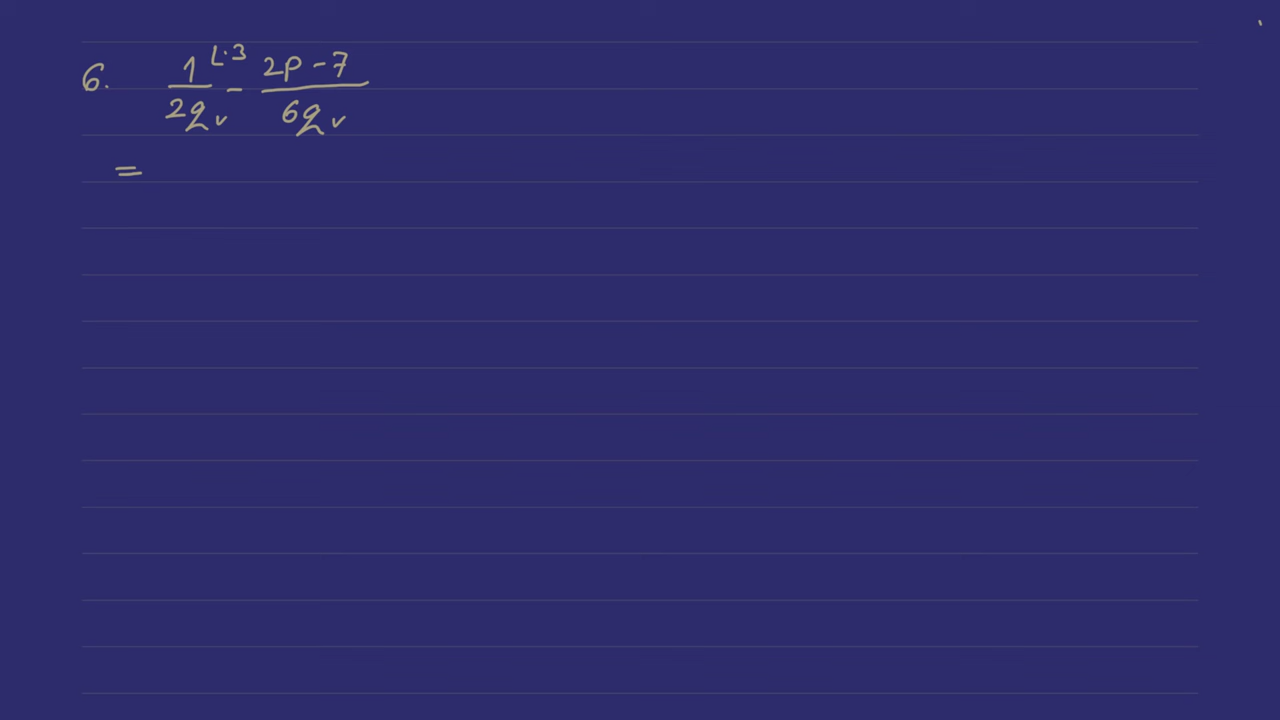 6. 1/2q ⌊·3 - (2p - 7)/6q
=